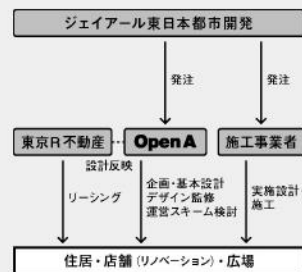 ジェイアール東日本都市開発
発注
発注
東京R不動産
OpenA
施工事業者
設計反映
リーシング
企画・基本設計
デザイン監修
運営スキーム検討
実施設計・
施工
住居・店舗(リノベーション)・広場